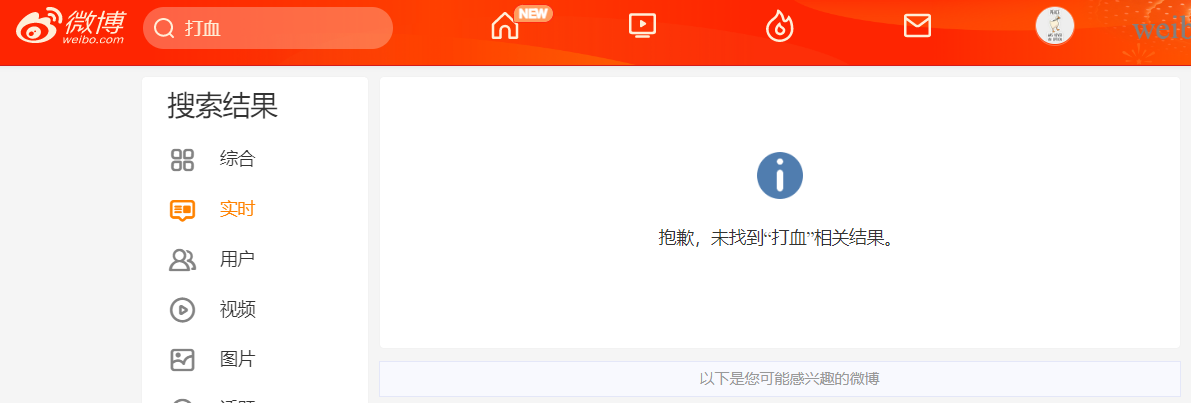 微博
weibo.com
打血
NEW
weib
搜索结果
综合
实时
用户
视频
图片
抱歉，未找到“打血”相关结果。
以下是您可能感兴趣的微博